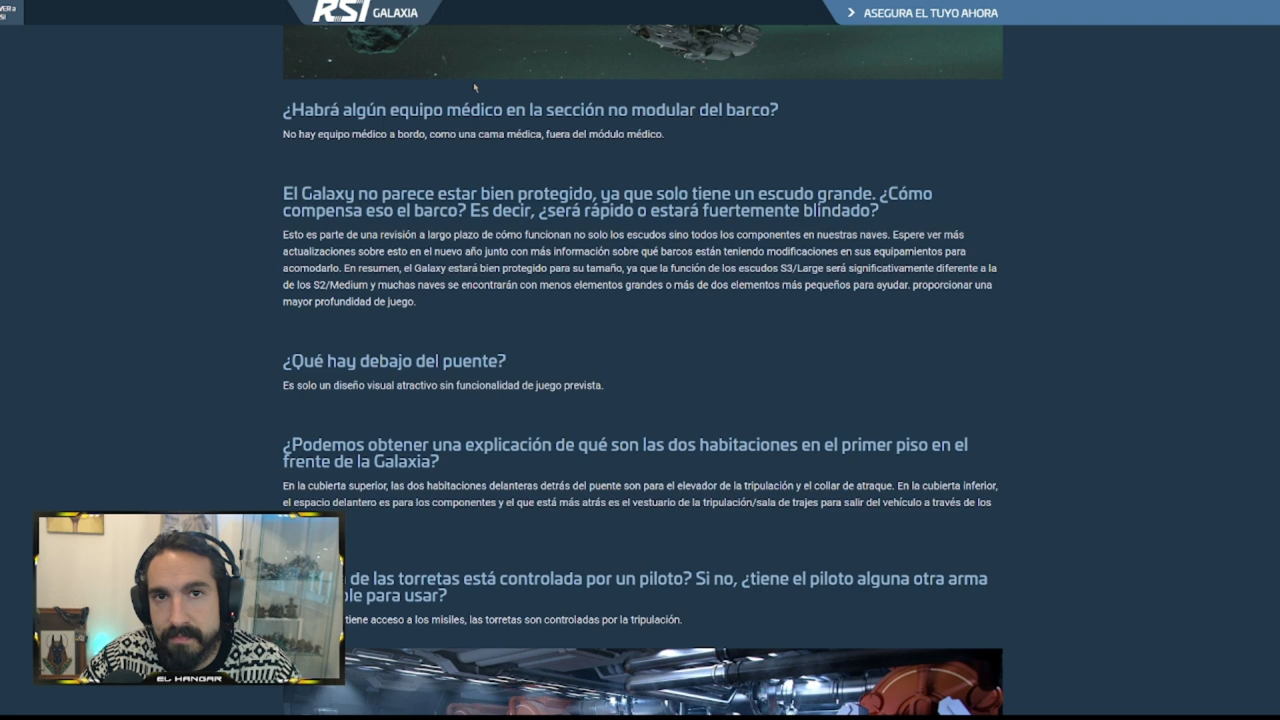 VER a
RSI
RSI GALAXIA
ASEGURA EL TUYO AHORA
¿Habrá algún equipo médico en la sección no modular del barco?
No hay equipo médico a bordo, como una cama médica, fuera del módulo médico.
El Galaxy no parece estar bien protegido, ya que solo tiene un escudo grande. ¿Cómo
compensa eso el barco? Es decir, ¿será rápido o estará fuertemente blindado?
Esto es parte de una revisión a largo plazo de cómo funcionan no solo los escudos sino todos los componentes en nuestras naves. Espere ver más
actualizaciones sobre esto en el nuevo año junto con más información sobre qué barcos están teniendo modificaciones en sus equipamientos para
acomodarlo. En resumen, el Galaxy estará bien protegido para su tamaño, ya que la función de los escudos S3/Large será significativamente diferente a la
de los S2/Medium y muchas naves se encontrarán con menos elementos grandes o más de dos elementos más pequeños para ayudar. proporcionar una
mayor profundidad de juego.
¿Qué hay debajo del puente?
Es solo un diseño visual atractivo sin funcionalidad de juego prevista.
¿Podemos obtener una explicación de qué son las dos habitaciones en el primer piso en el
frente de la Galaxia?
En la cubierta superior, las dos habitaciones delanteras detrás del puente son para el elevador de la tripulación y el collar de atraque. En la cubierta inferior,
el espacio delantero es para los componentes y el que está más atrás es el vestuario de la tripulación/sala de trajes para salir del vehículo a través de los
de las torretas está controlada por un piloto? Si no, ¿tiene el piloto alguna otra arma
ble para usar?
tiene acceso a los misiles, las torretas son controladas por la tripulación.
EL HANGAR